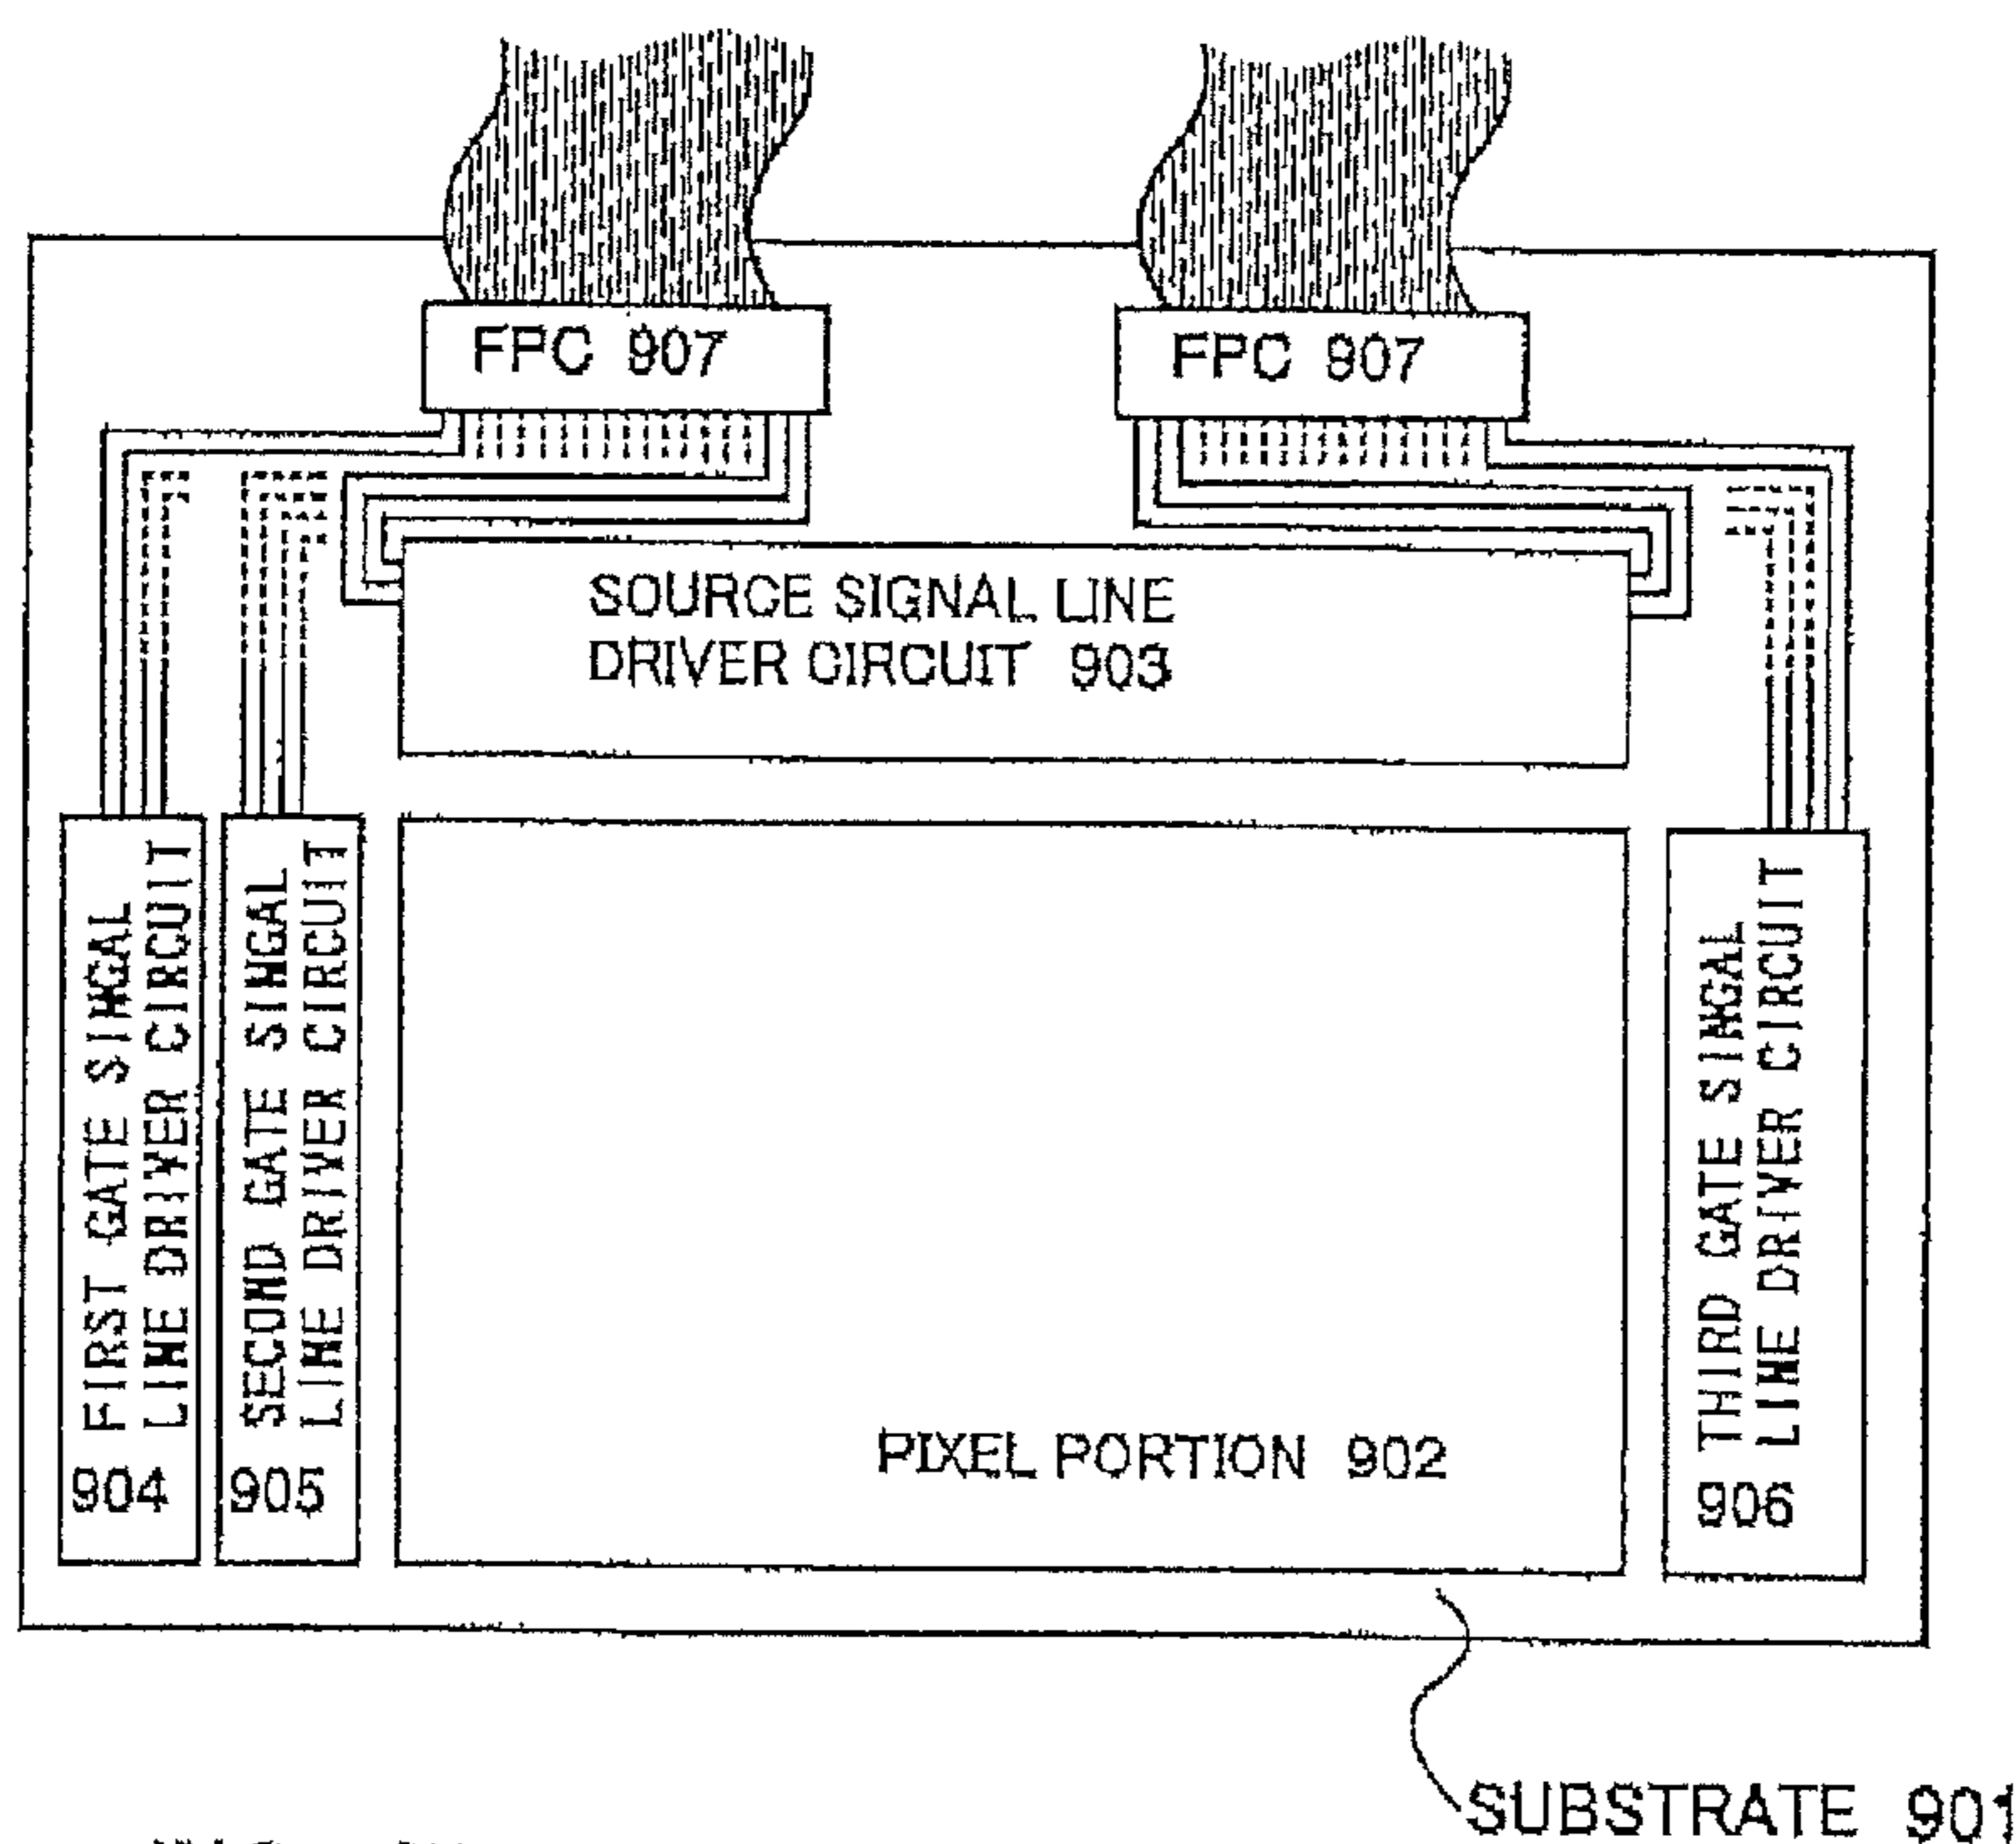 FPC 907
FPC 907
SOURCE SIGNAL LINE
DRIVER CIRCUIT 903
FIRST GATE SINGAL
LINE DRIVER CIRCUIT
904
SECOND GATE SINGAL
LINE DRIVER CIRCUIT
905
PIXEL PORTION 902
THIRD GATE SINGAL
LINE DRIVER CIRCUIT
906
SUBSTRATE 901